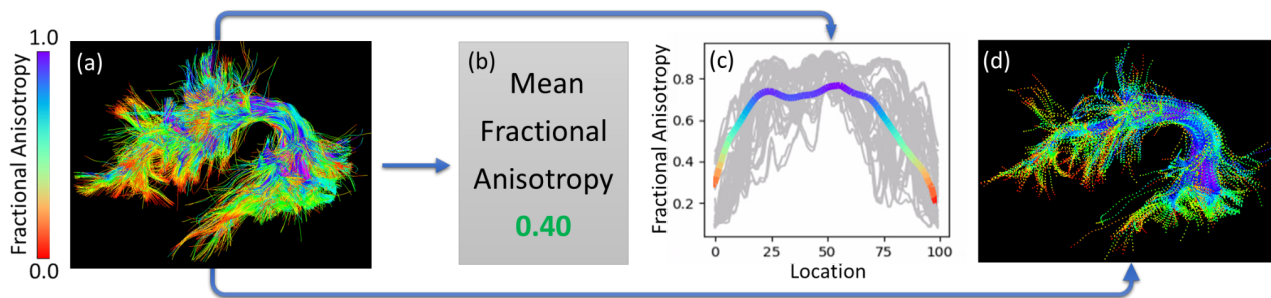 1.0
Fractional Anisotropy
0.0
(a)
(b)
Mean
Fractional
Anisotropy
0.40
(c)
Fractional Anisotropy
0.8
0.6
0.4
0.2
0
25
50
75
100
Location
(d)